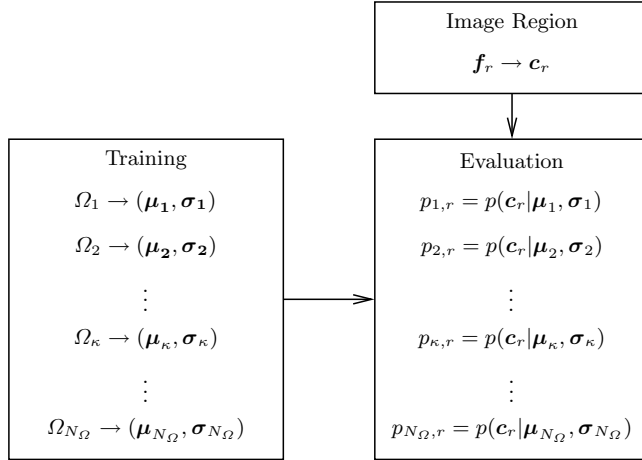 Image Region
f_r → c_r
Training
Ω_1 → (μ_1, σ_1)
Ω_2 → (μ_2, σ_2)
⋮
Ω_κ → (μ_κ, σ_κ)
⋮
Ω_{N_Ω} → (μ_{N_Ω}, σ_{N_Ω})
Evaluation
p_{1,r} = p(c_r|μ_1, σ_1)
p_{2,r} = p(c_r|μ_2, σ_2)
⋮
p_{κ,r} = p(c_r|μ_κ, σ_κ)
⋮
p_{N_Ω,r} = p(c_r|μ_{N_Ω}, σ_{N_Ω})